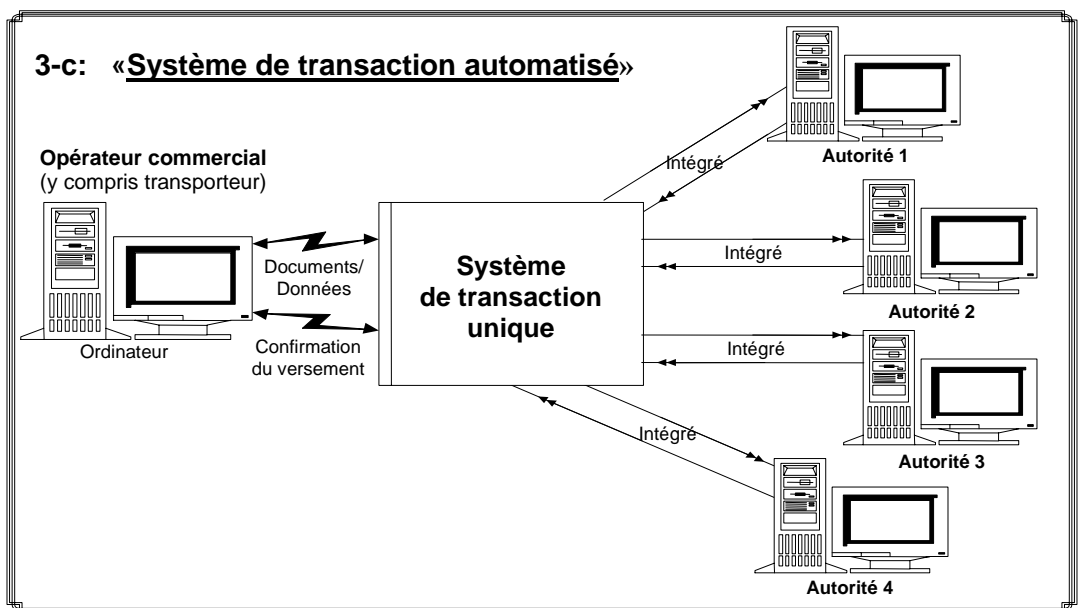 3-c: «Système de transaction automatisé»
Opérateur commercial
(y compris transporteur)
Ordinateur
Documents/
Données
Confirmation
du versement
Système
de transaction
unique
Intégré
Autorité 1
Intégré
Autorité 2
Intégré
Autorité 3
Intégré
Autorité 4